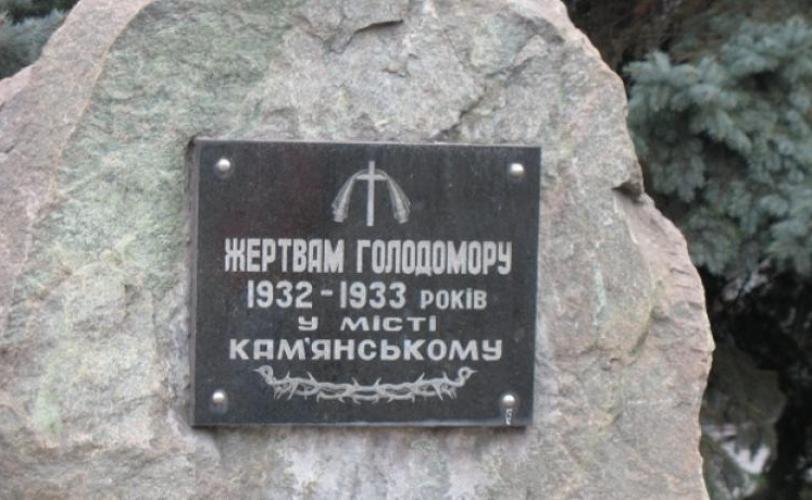 ЖЕРТВАМ ГОЛОДОМОРУ
1932-1933 РОКІВ
У МІСТІ
КАМ'ЯНСЬКОМУ